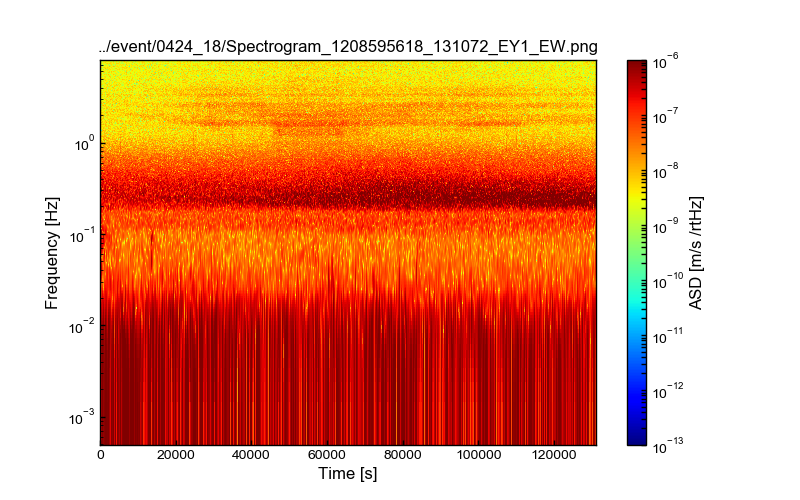 ../event/0424_18/Spectrogram_1208595618_131072_EY1_EW.png
10⁰
10⁻¹
10⁻²
10⁻³
Frequency [Hz]
0 20000 40000 60000 80000 100000 120000
Time [s]
10⁻⁶
10⁻⁷
10⁻⁸
10⁻⁹
10⁻¹⁰
10⁻¹¹
10⁻¹²
10⁻¹³
ASD [m/s /rtHz]